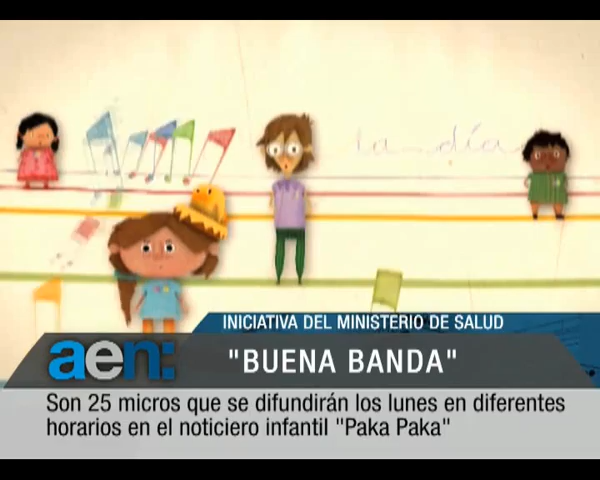 la día
INICIATIVA DEL MINISTERIO DE SALUD
aen:
"BUENA BANDA"
Son 25 micros que se difundirán los lunes en diferentes
horarios en el noticiero infantil "Paka Paka"